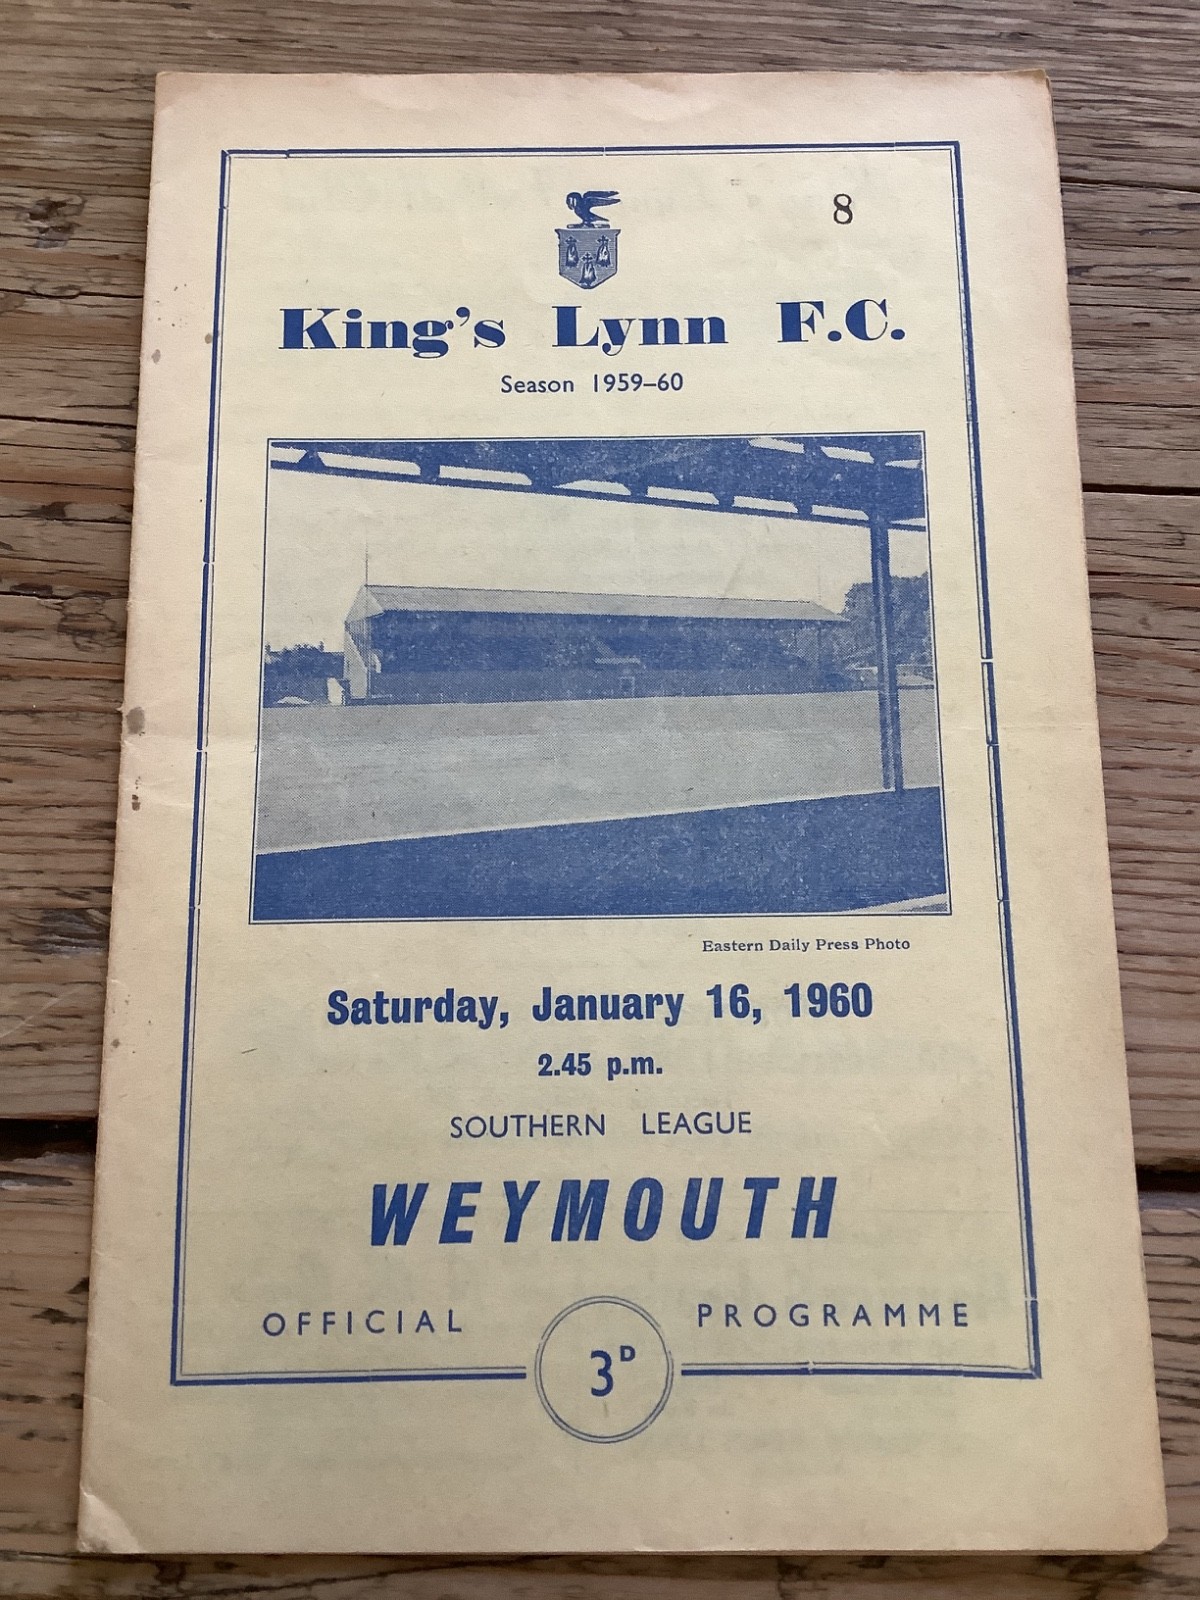 8
King's Lynn F.C.
Season 1959–60
Eastern Daily Press Photo
Saturday, January 16, 1960
2.45 p.m.
SOUTHERN LEAGUE
WEYMOUTH
OFFICIAL PROGRAMME
3D